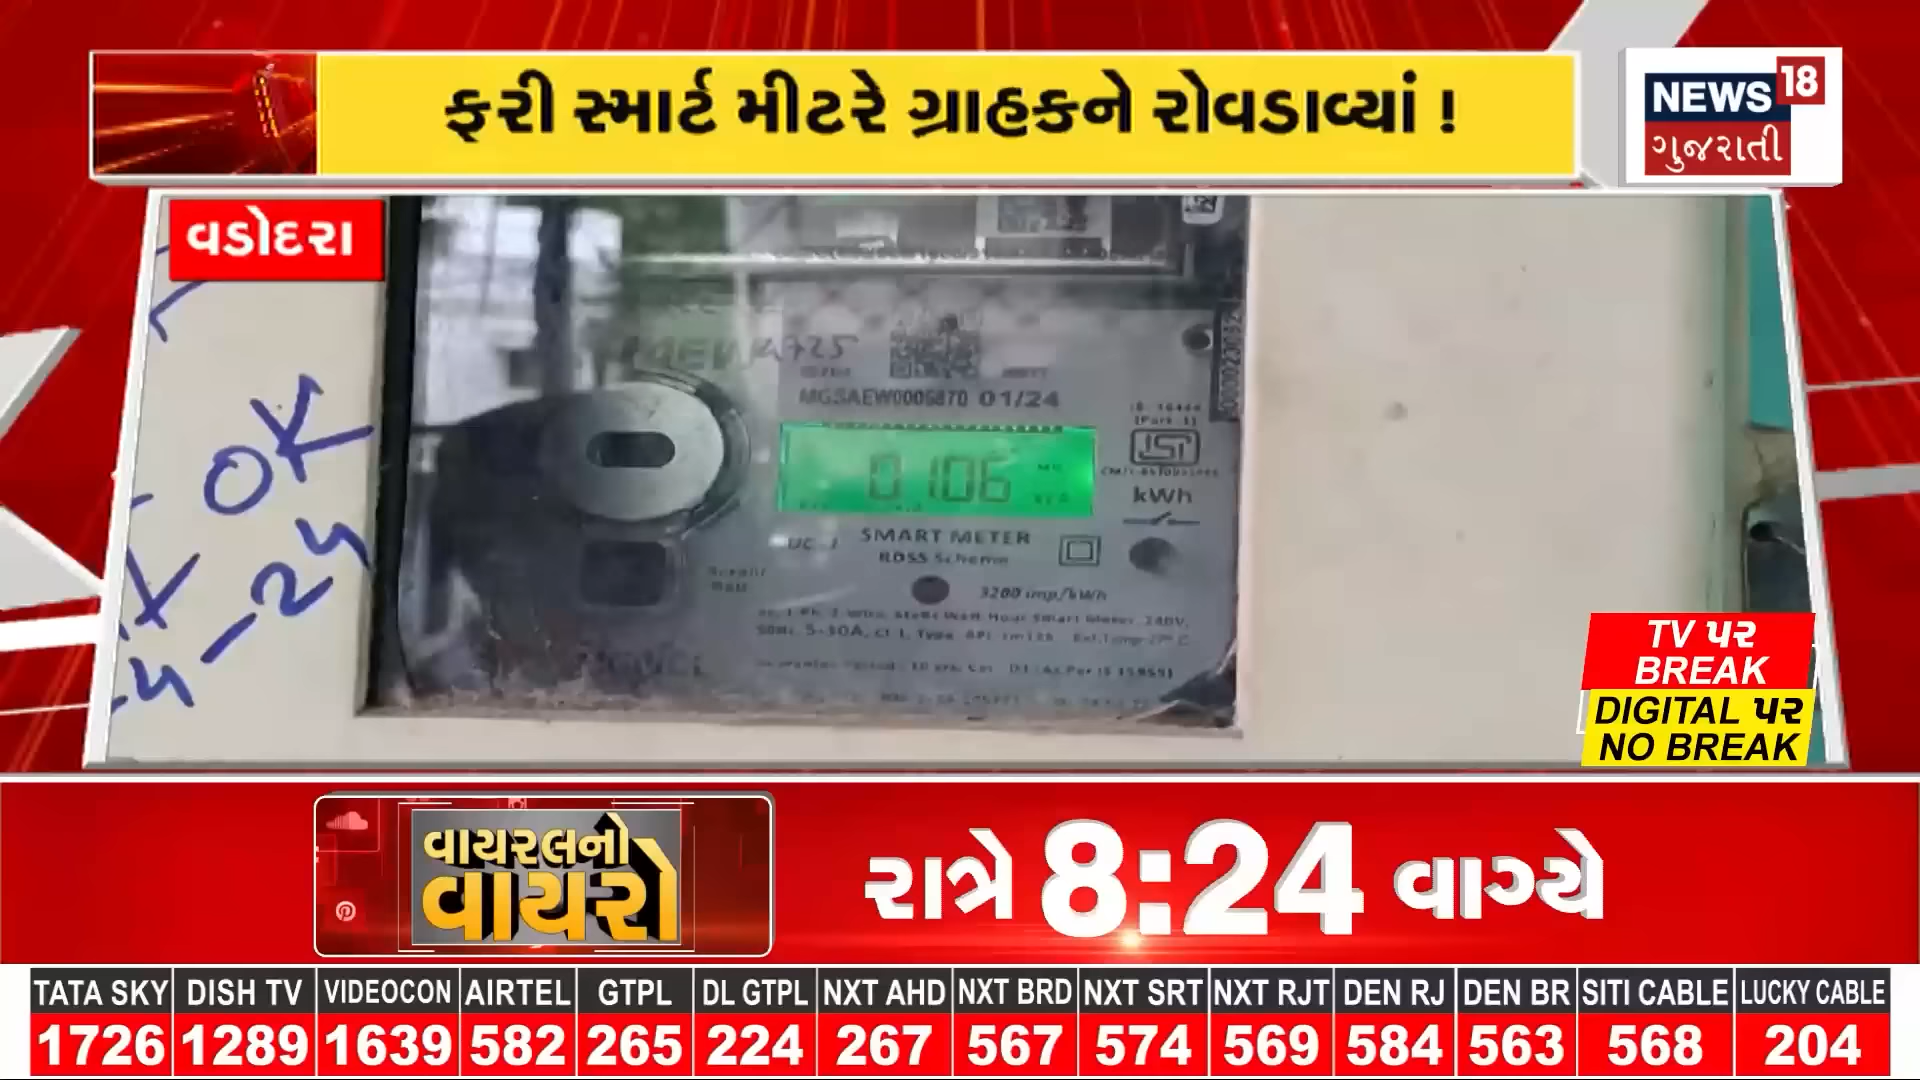 ફરી સ્માર્ટ મીટરે ગ્રાહકને રોવડાવ્યાં !
NEWS 18
ગુજરાતી
વડોદરા
MGSAEW0005870 01/24
0106
kWh
SMART METER
RDSS Scheme
3200 imp/kWh
OK
TV પર
BREAK
DIGITAL પર
NO BREAK
વાયરલનો
વાયરો
રાત્રે 8:24 વાગ્યે
TATA SKY DISH TV VIDEOCON AIRTEL GTPL DL GTPL NXT AHD NXT BRD NXT SRT NXT RJT DEN RJ DEN BR SITI CABLE LUCKY CABLE
1726 1289 1639 582 265 224 267 567 574 569 584 563 568 204